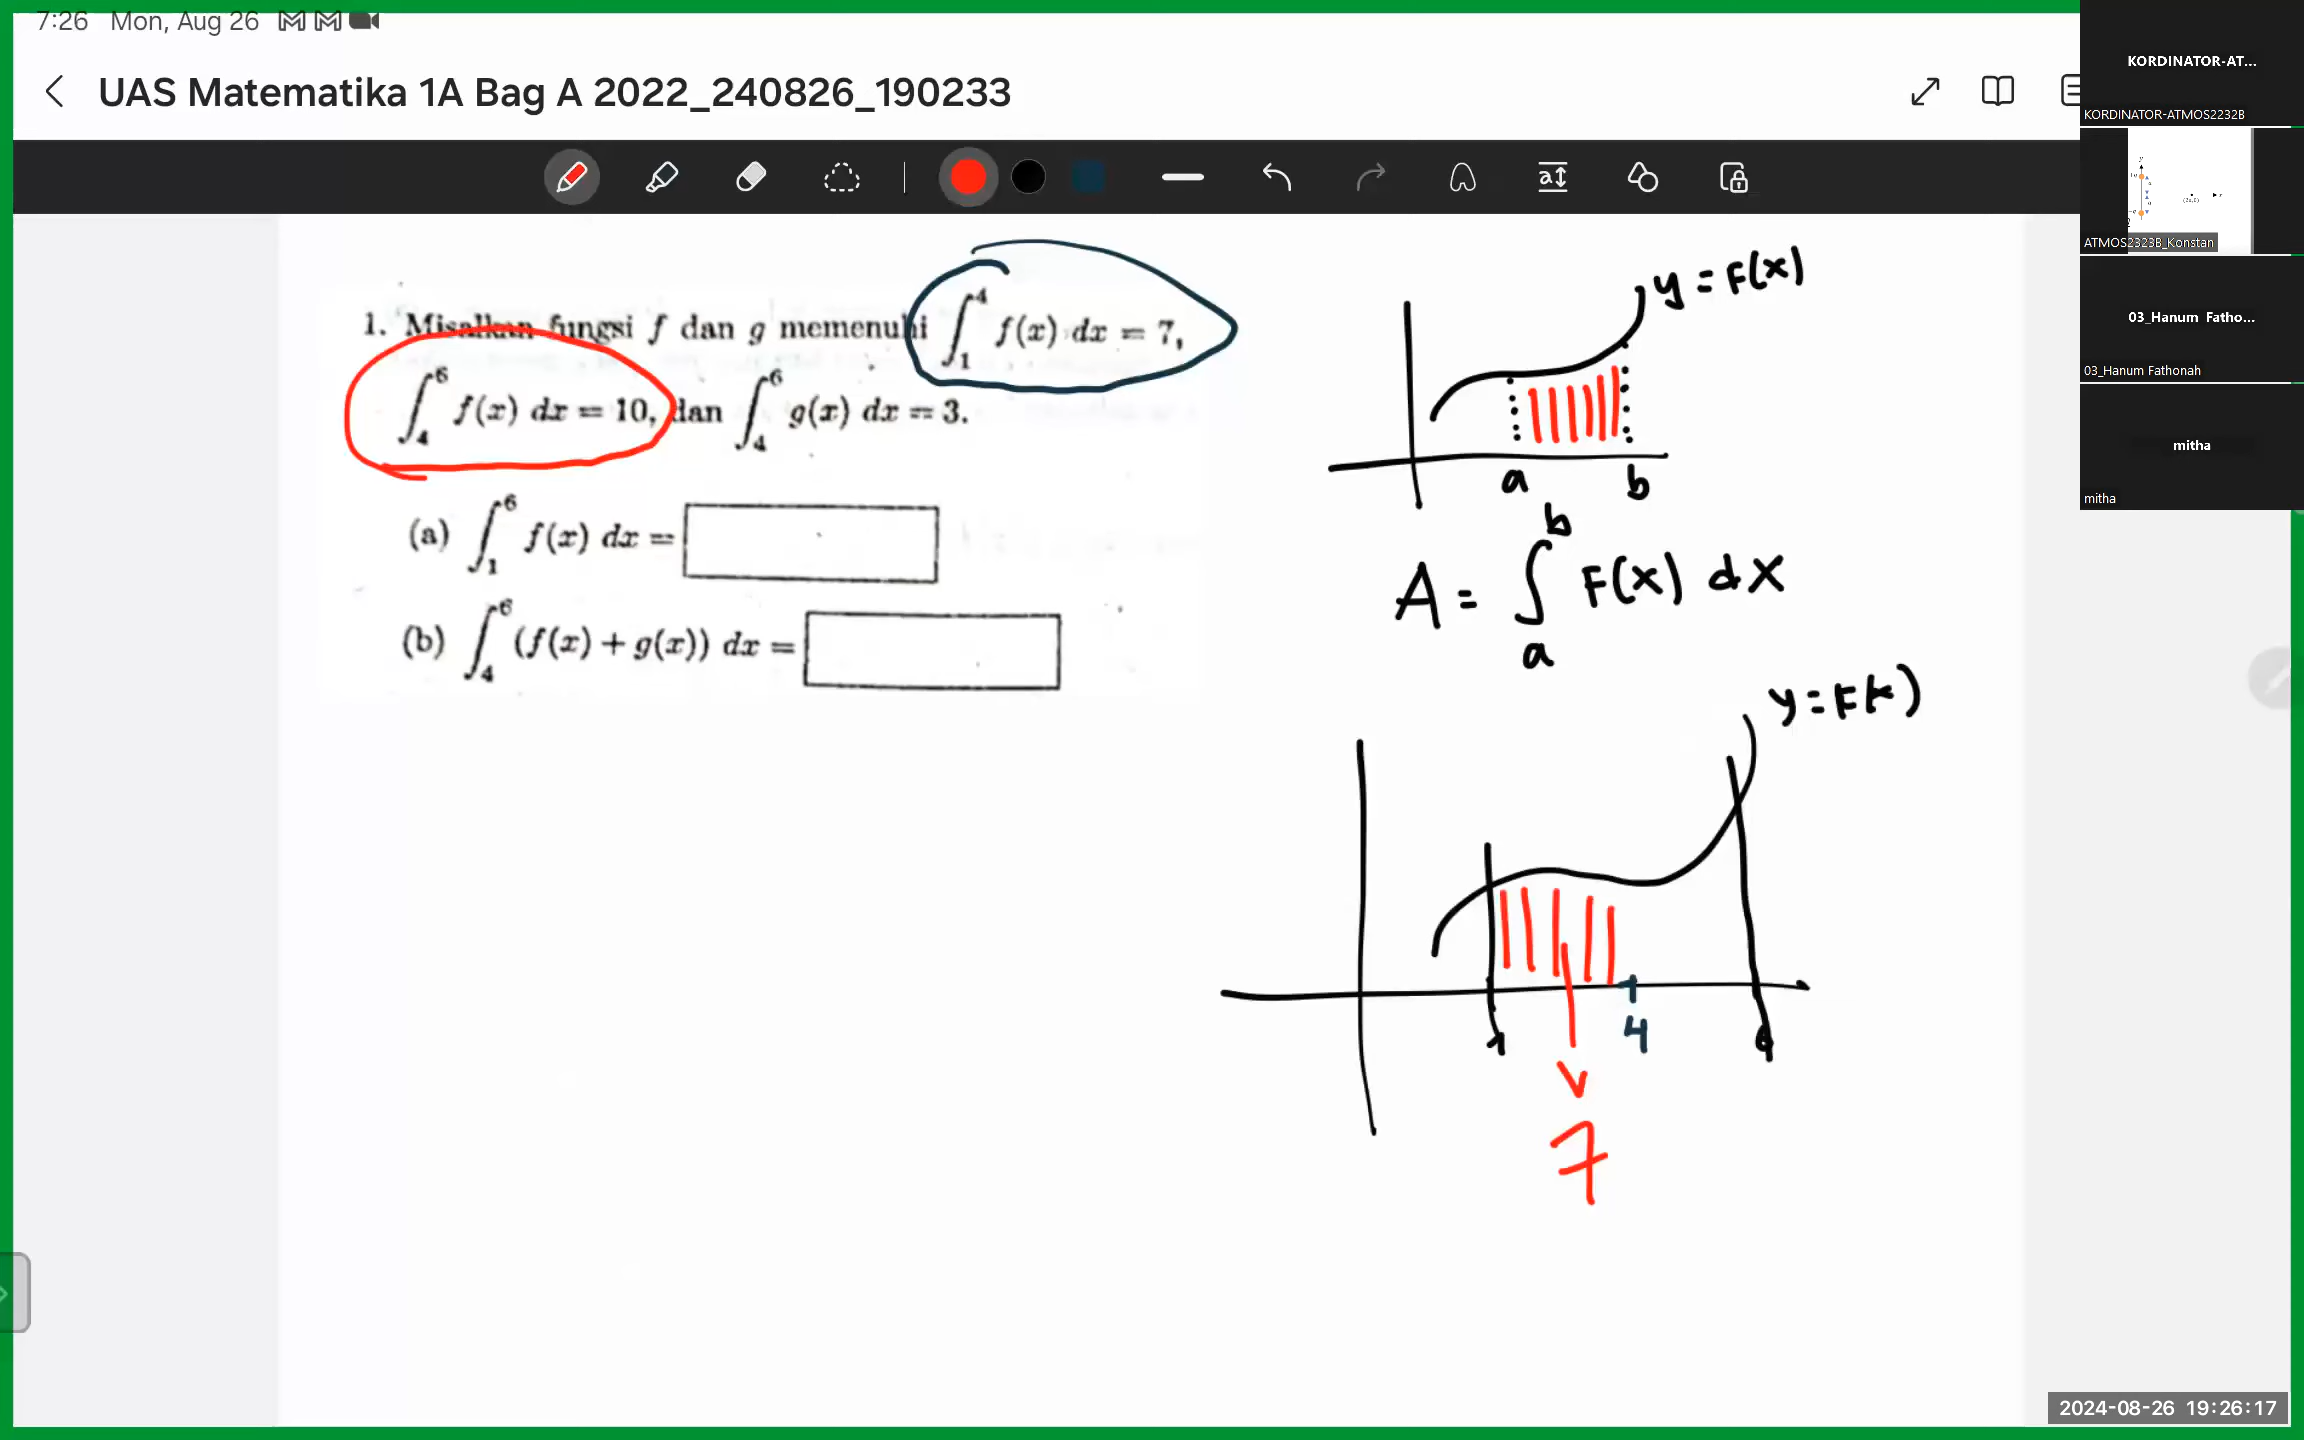 7:26 Mon, Aug 26
UAS Matematika 1A Bag A 2022_240826_190233
1. Misalkan fungsi f dan g memenuhi ∫₁⁴ f(x) dx = 7,
∫₄⁶ f(x) dx = 10, dan ∫₄⁶ g(x) dx = 3.
(a) ∫₁⁶ f(x) dx =
(b) ∫₄⁶ (f(x) + g(x)) dx =
y = F(x)
a b
A = ∫ₐᵇ F(x) dx
y = F(x)
1 4 6
7
KORDINATOR-AT...
KORDINATOR-ATMOS2232B
ATMOS2323B_Konstan
03_Hanum Fatho...
03_Hanum Fathonah
mitha
mitha
2024-08-26 19:26:17